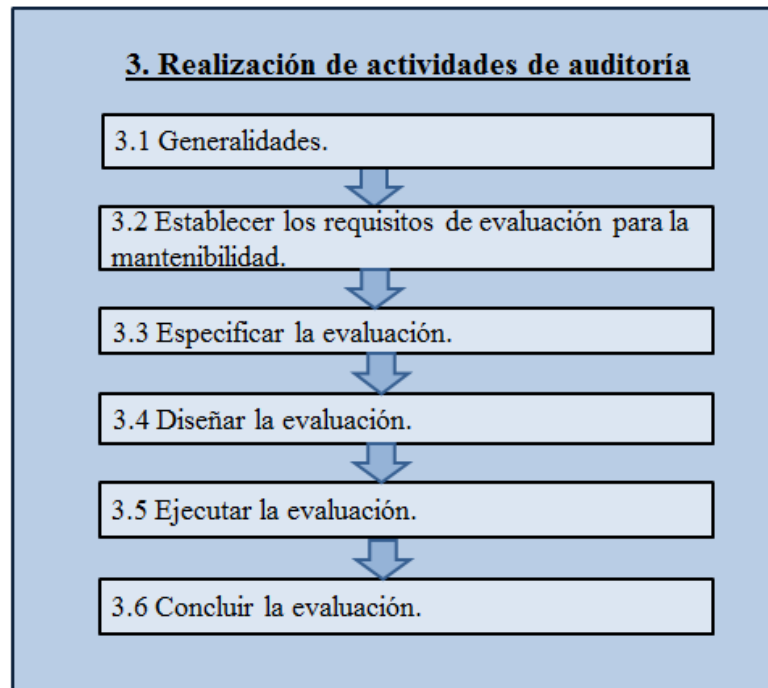 3. Realización de actividades de auditoría
3.1 Generalidades.
3.2 Establecer los requisitos de evaluación para la
mantenibilidad.
3.3 Especificar la evaluación.
3.4 Diseñar la evaluación.
3.5 Ejecutar la evaluación.
3.6 Concluir la evaluación.